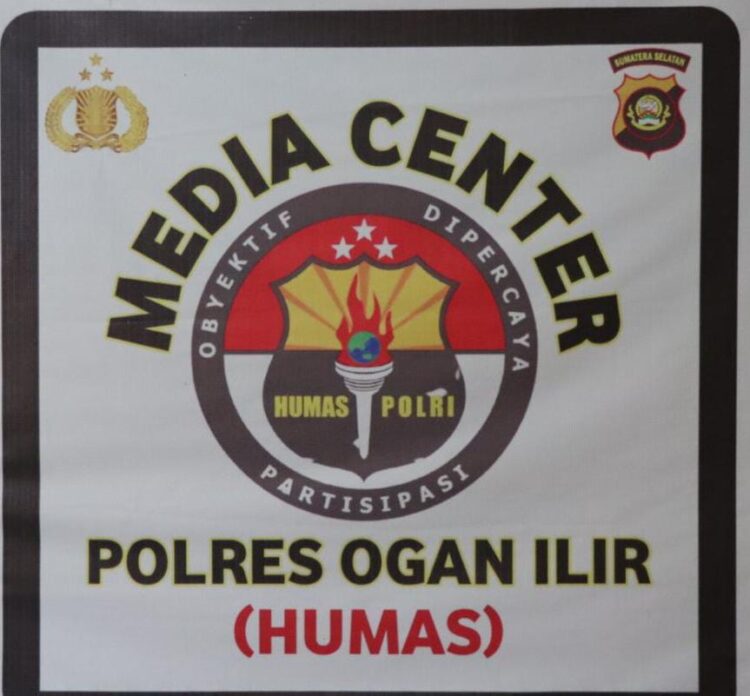 SUMATERA SELATAN
MEDIA CENTER
OBYEKTIF
DIPERCAYA
HUMAS POLRI
PARTISIPASI
POLRES OGAN ILIR
(HUMAS)